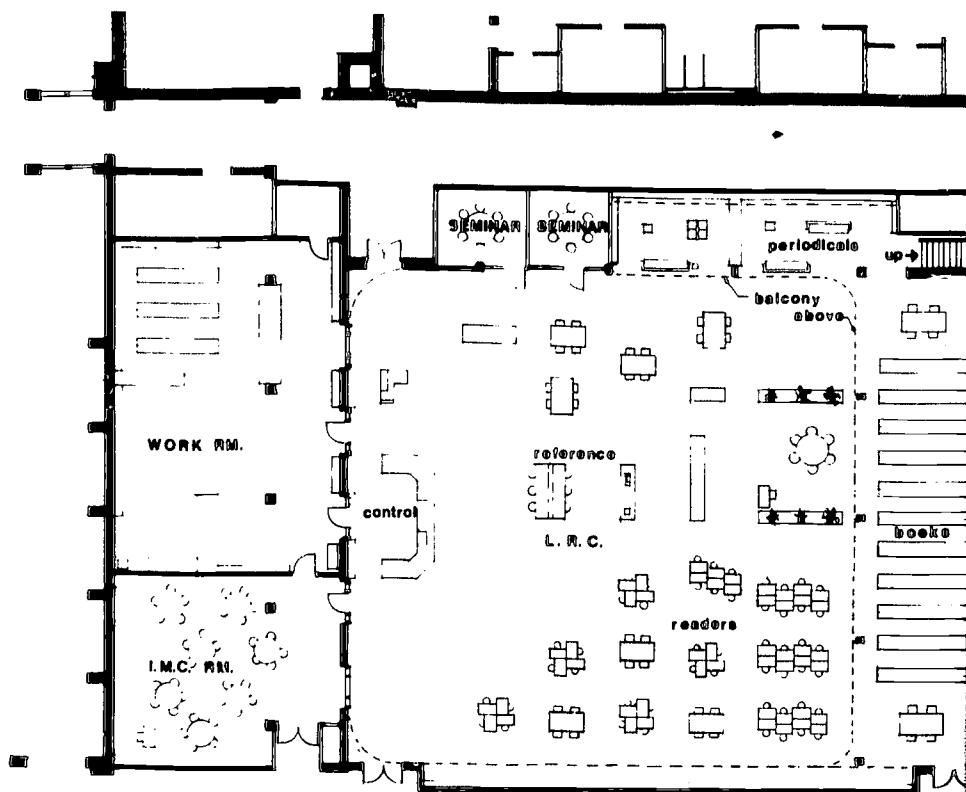 SEMINAR SEMINAR
periodicals
up
balcony
above
WORK RM.
reference
control
L. R. C.
books
readers
I.M.C. RM.